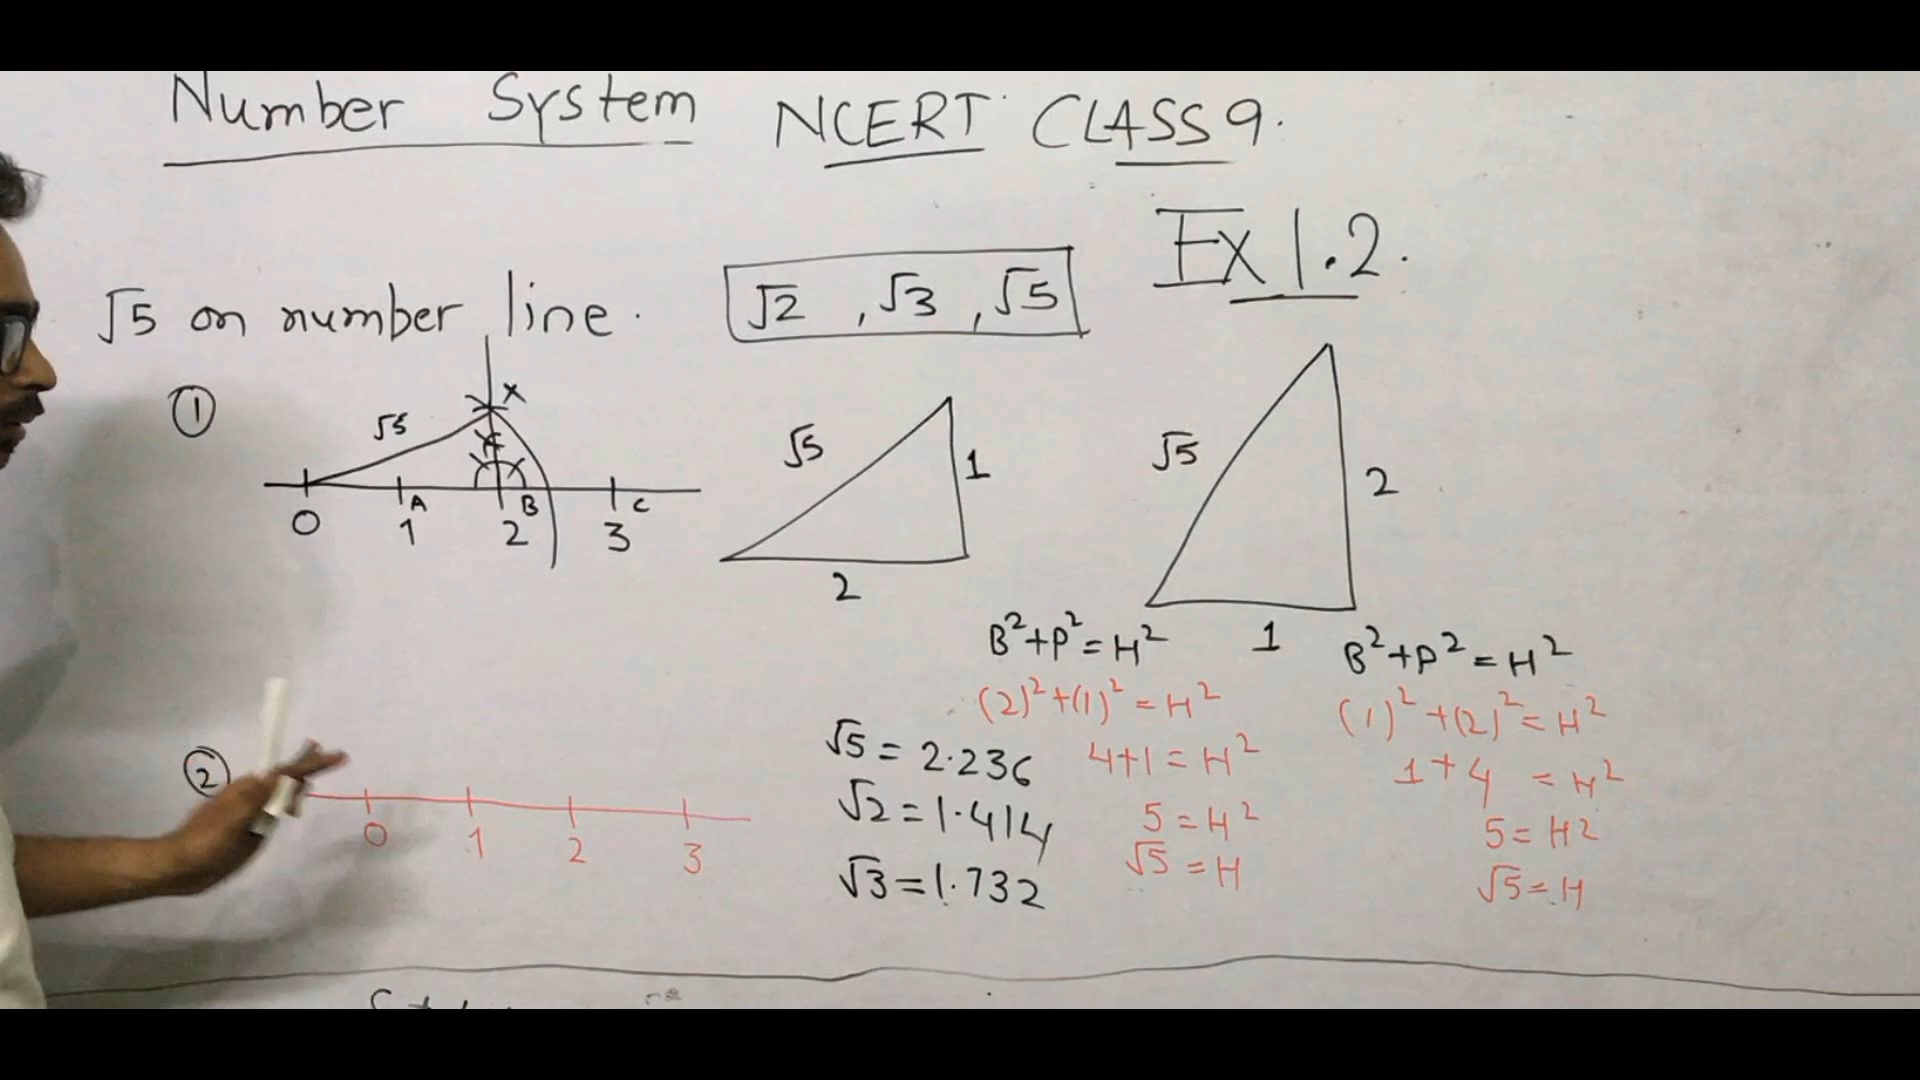 Number System NCERT CLASS 9.
Ex 1.2.
√5 on number line.
√2 , √3 , √5
①
√5
x
A B C
0 1 2 3
√5
1
2
√5
2
1
B²+P²=H²
(2)²+(1)²=H²
4+1=H²
5=H²
√5=H
B²+P²=H²
(1)²+(2)²=H²
1+4=H²
5=H²
√5=H
√5=2.236
√2=1.414
√3=1.732
②
0 1 2 3